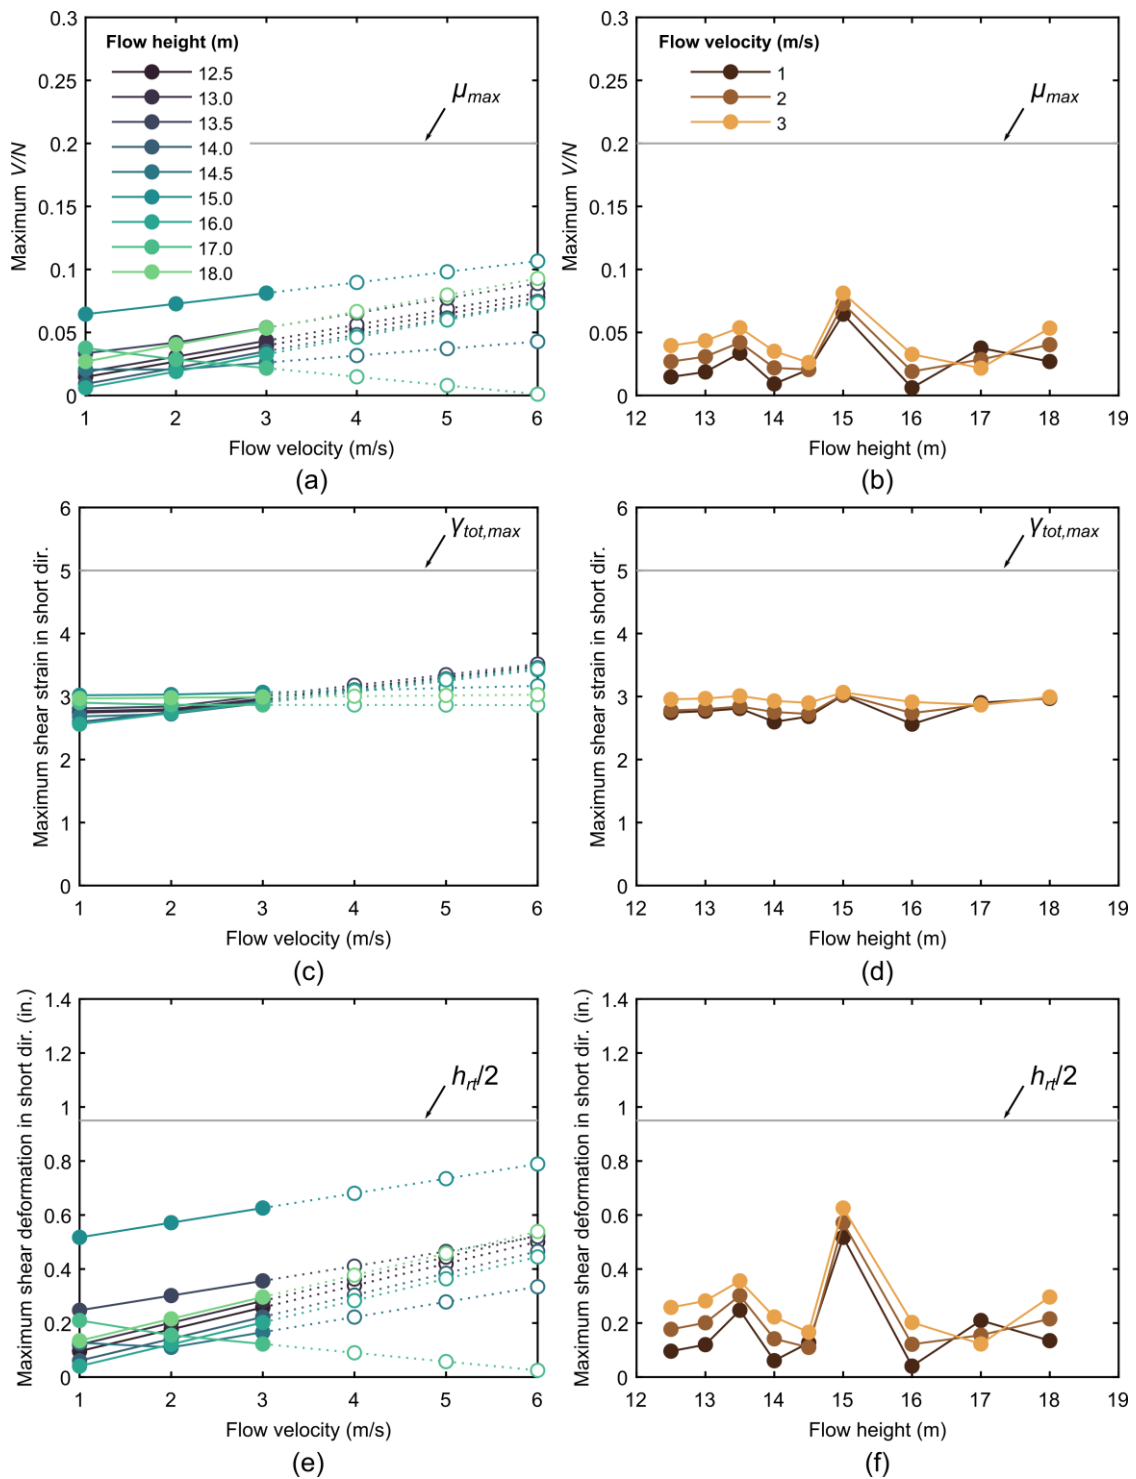 0.3
0.25
0.2
0.15
0.1
0.05
0
Maximum V/N
Flow height (m)
12.5
13.0
13.5
14.0
14.5
15.0
16.0
17.0
18.0
μmax
1 2 3 4 5 6
Flow velocity (m/s)
(a)
0.3
0.25
0.2
0.15
0.1
0.05
0
Maximum V/N
Flow velocity (m/s)
1
2
3
μmax
12 13 14 15 16 17 18 19
Flow height (m)
(b)
6
5
4
3
2
1
0
Maximum shear strain in short dir.
γtot,max
1 2 3 4 5 6
Flow velocity (m/s)
(c)
6
5
4
3
2
1
0
Maximum shear strain in short dir.
γtot,max
12 13 14 15 16 17 18 19
Flow height (m)
(d)
1.4
1.2
1
0.8
0.6
0.4
0.2
0
Maximum shear deformation in short dir. (in.)
hrt/2
1 2 3 4 5 6
Flow velocity (m/s)
(e)
1.4
1.2
1
0.8
0.6
0.4
0.2
0
Maximum shear deformation in short dir. (in.)
hrt/2
12 13 14 15 16 17 18 19
Flow height (m)
(f)